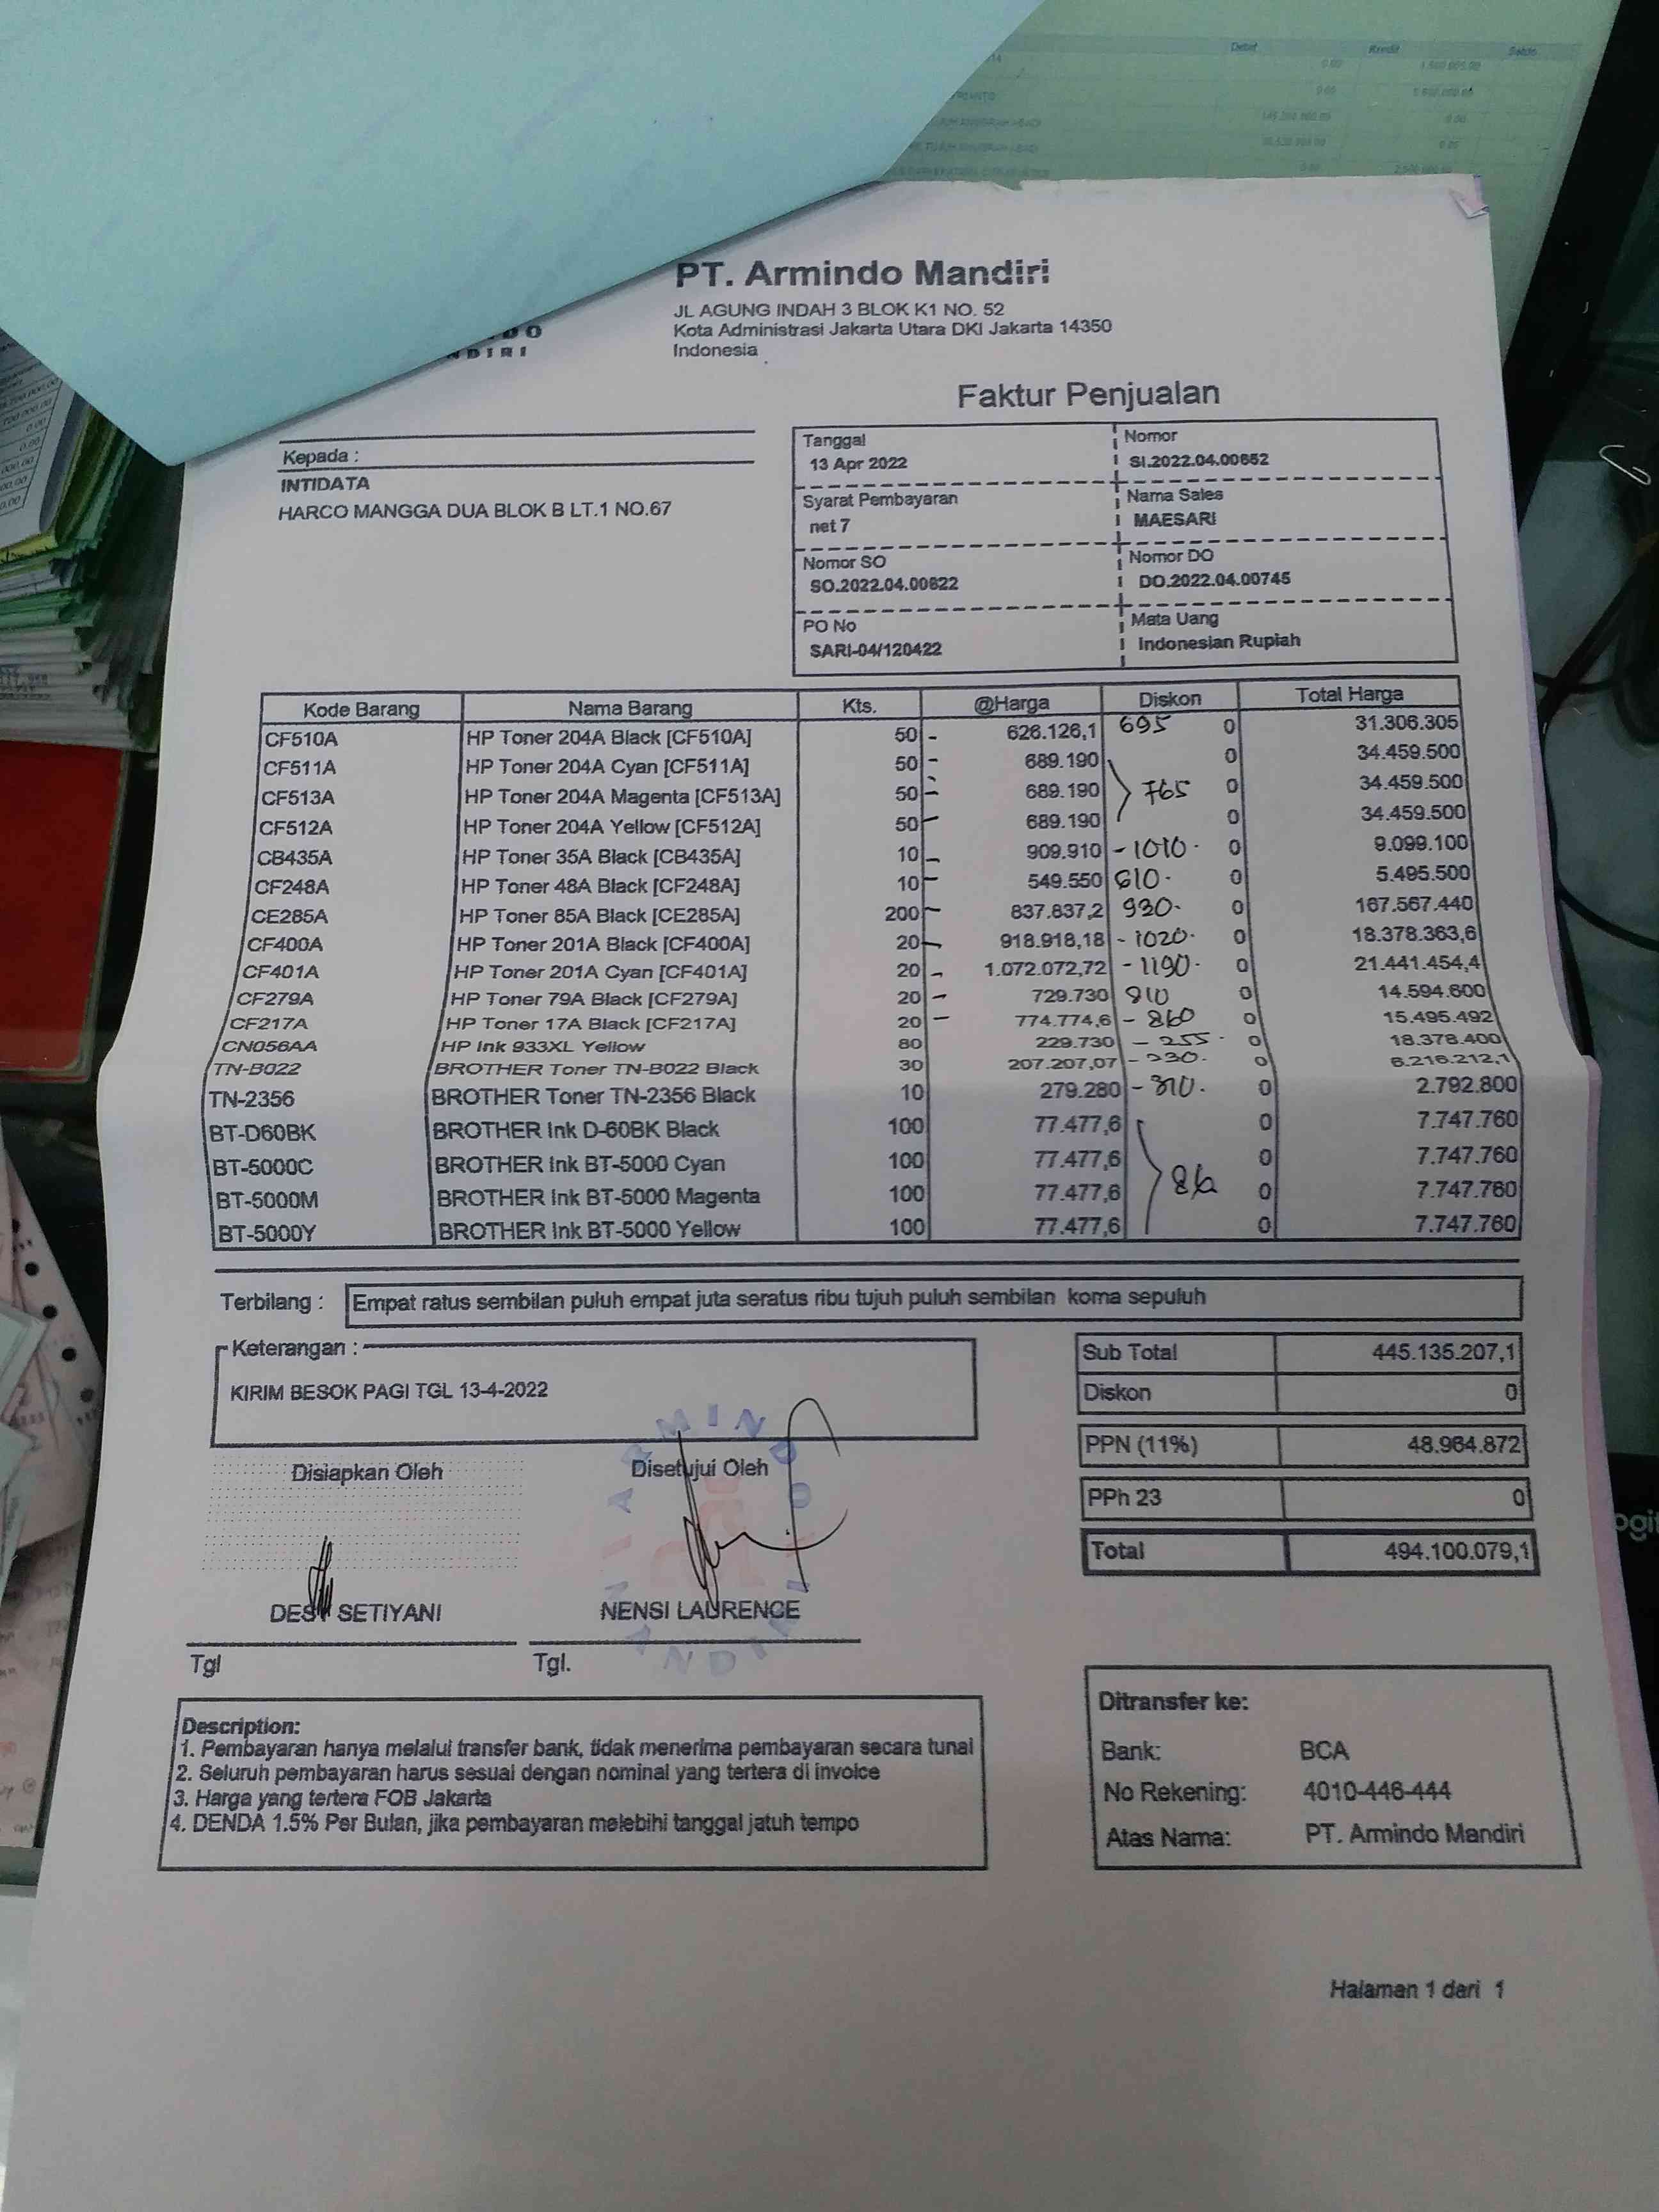 Debet Kredit Saldo
PT. Armindo Mandiri
JL AGUNG INDAH 3 BLOK K1 NO. 52
Kota Administrasi Jakarta Utara DKI Jakarta 14350
Indonesia
Faktur Penjualan
Kepada :
INTIDATA
HARCO MANGGA DUA BLOK B LT.1 NO.67
Tanggal Nomor
13 Apr 2022 SI.2022.04.00652
Syarat Pembayaran Nama Sales
net 7 MAESARI
Nomor SO Nomor DO
SO.2022.04.00822 DO.2022.04.00745
PO No Mata Uang
SARI-04/120422 Indonesian Rupiah
Kode Barang Nama Barang Kts. @Harga Diskon Total Harga
CF510A HP Toner 204A Black [CF510A] 50 - 626.126,1 695 0 31.306.305
CF511A HP Toner 204A Cyan [CF511A] 50 - 689.190 0 34.459.500
CF513A HP Toner 204A Magenta [CF513A] 50 - 689.190 765 0 34.459.500
CF512A HP Toner 204A Yellow [CF512A] 50 - 689.190 0 34.459.500
CB435A HP Toner 35A Black [CB435A] 10 - 909.910 - 1010. 0 9.099.100
CF248A HP Toner 48A Black [CF248A] 10 - 549.550 610. 0 5.495.500
CE285A HP Toner 85A Black [CE285A] 200 - 837.837,2 930. 0 167.567.440
CF400A HP Toner 201A Black [CF400A] 20 - 918.918,18 - 1020. 0 18.378.363,6
CF401A HP Toner 201A Cyan [CF401A] 20 - 1.072.072,72 - 1190. 0 21.441.454,4
CF279A HP Toner 79A Black [CF279A] 20 - 729.730 810 0 14.594.600
CF217A HP Toner 17A Black [CF217A] 20 - 774.774,6 - 860 0 15.495.492
CN056AA HP Ink 933XL Yellow 80 229.730 - 255. 0 18.378.400
TN-B022 BROTHER Toner TN-B022 Black 30 207.207,07 - 230. 0 6.216.212,1
TN-2356 BROTHER Toner TN-2356 Black 10 279.280 - 310. 0 2.792.800
BT-D60BK BROTHER Ink D-60BK Black 100 77.477,6 0 7.747.760
BT-5000C BROTHER Ink BT-5000 Cyan 100 77.477,6 0 7.747.760
BT-5000M BROTHER Ink BT-5000 Magenta 100 77.477,6 86 0 7.747.760
BT-5000Y BROTHER Ink BT-5000 Yellow 100 77.477,6 0 7.747.760
Terbilang : Empat ratus sembilan puluh empat juta seratus ribu tujuh puluh sembilan koma sepuluh
Keterangan :
KIRIM BESOK PAGI TGL 13-4-2022
Sub Total 445.135.207,1
Diskon 0
PPN (11%) 48.964.872
PPh 23 0
Total 494.100.079,1
Disiapkan Oleh Disetujui Oleh
DESI SETIYANI NENSI LAURENCE
Tgl Tgl.
Description:
1. Pembayaran hanya melalui transfer bank, tidak menerima pembayaran secara tunai
2. Seluruh pembayaran harus sesuai dengan nominal yang tertera di invoice
3. Harga yang tertera FOB Jakarta
4. DENDA 1.5% Per Bulan, jika pembayaran melebihi tanggal jatuh tempo
Ditransfer ke:
Bank: BCA
No Rekening: 4010-446-444
Atas Nama: PT. Armindo Mandiri
Halaman 1 dari 1